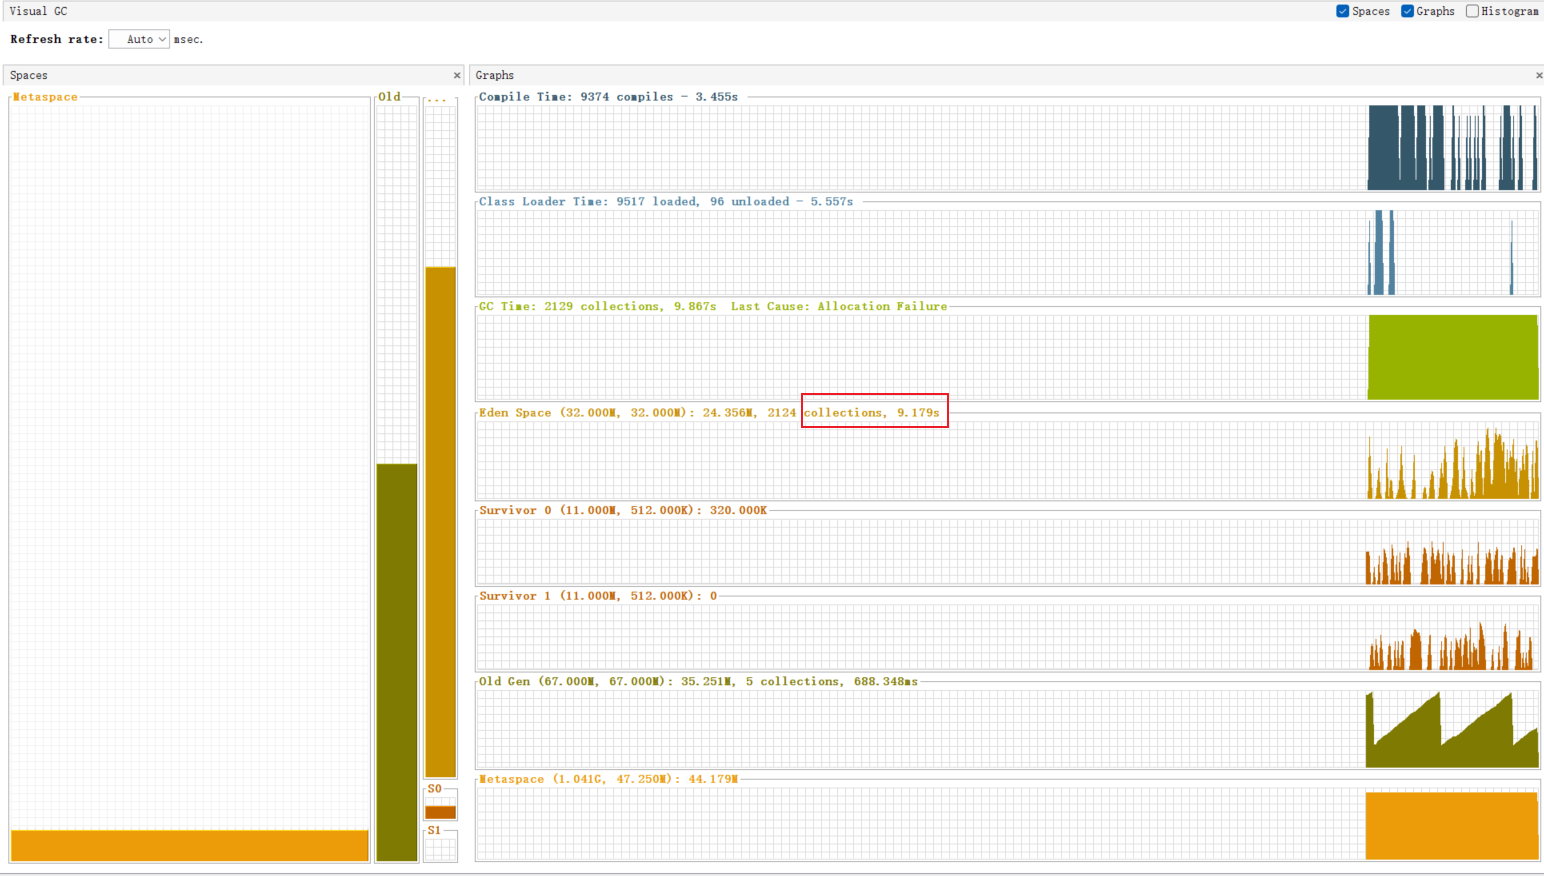 Visual GC
Spaces Graphs Histogram
Refresh rate: Auto msec.
Spaces ×
Graphs ×
Metaspace
Old
...
S0
S1
Compile Time: 9374 compiles - 3.455s
Class Loader Time: 9517 loaded, 96 unloaded - 5.557s
GC Time: 2129 collections, 9.867s Last Cause: Allocation Failure
Eden Space (32.000M, 32.000M): 24.356M, 2124 collections, 9.179s
Survivor 0 (11.000M, 512.000K): 320.000K
Survivor 1 (11.000M, 512.000K): 0
Old Gen (67.000M, 67.000M): 35.251M, 5 collections, 688.348ms
Metaspace (1.041G, 47.250M): 44.179M